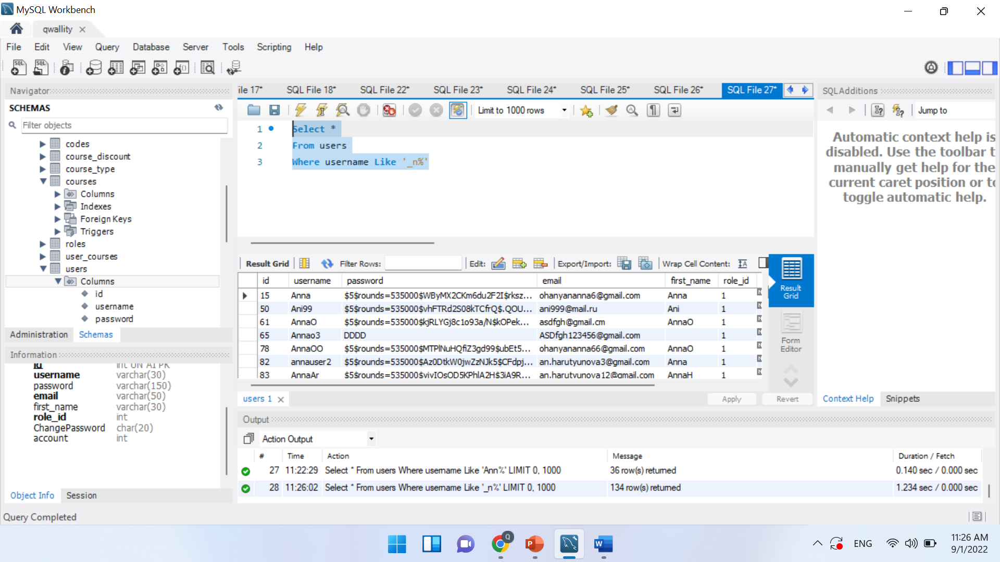 MySQL Workbench
qwallity
File Edit View Query Database Server Tools Scripting Help
Navigator
SCHEMAS
Filter objects
codes
course_discount
course_type
courses
Columns
Indexes
Foreign Keys
Triggers
roles
user_courses
users
Columns
id
username
password
Administration Schemas
Information
id int UN AI PK
username varchar(30)
password varchar(150)
email varchar(50)
first_name varchar(30)
role_id int
ChangePassword char(20)
account int
Object Info Session
Query Completed
ile 17* SQL File 18* SQL File 22* SQL File 23* SQL File 24* SQL File 25* SQL File 26* SQL File 27*
Limit to 1000 rows
1 Select *
2 From users
3 Where username Like '_n%'
Result Grid Filter Rows: Edit: Export/Import: Wrap Cell Content:
id username password email first_name role_id
15 Anna $5$rounds=535000$WByMX2CKm6du2F2I$rksz... ohanyananna6@gmail.com Anna 1
50 Ani99 $5$rounds=535000$vhFTRd2S08kTCfrQ$.QOU... ani999@mail.ru Ani 1
61 AnnaO $5$rounds=535000$kjRLYGj8c1o93a/N$kOPek... asdfgh@gmail.cm AnnaO 1
65 Annao3 DDDD ASDfgh123456@gmail.com 1
78 AnnaOO $5$rounds=535000$MTPlNuHQfiZ3gd99$ubEt5... ohanyananna66@gmail.com AnnaO 1
82 annauser2 $5$rounds=535000$Az0DtkW0jwZzNJk5$CFdpj... an.harutyunova3@gmail.com Anna 1
83 AnnaAr $5$rounds=535000$vivIOsOD5KPhlA2H$3iA9R... an.harutyunova12@gmail.com AnnaH 1
Result
Grid
Form
Editor
users 1 Apply Revert
SQLAdditions
Jump to
Automatic context help is
disabled. Use the toolbar t
manually get help for the
current caret position or to
toggle automatic help.
Context Help Snippets
Output
Action Output
# Time Action Message Duration / Fetch
27 11:22:29 Select * From users Where username Like 'Ann%' LIMIT 0, 1000 36 row(s) returned 0.140 sec / 0.000 sec
28 11:26:02 Select * From users Where username Like '_n%' LIMIT 0, 1000 134 row(s) returned 1.234 sec / 0.000 sec
ENG
11:26 AM
9/1/2022